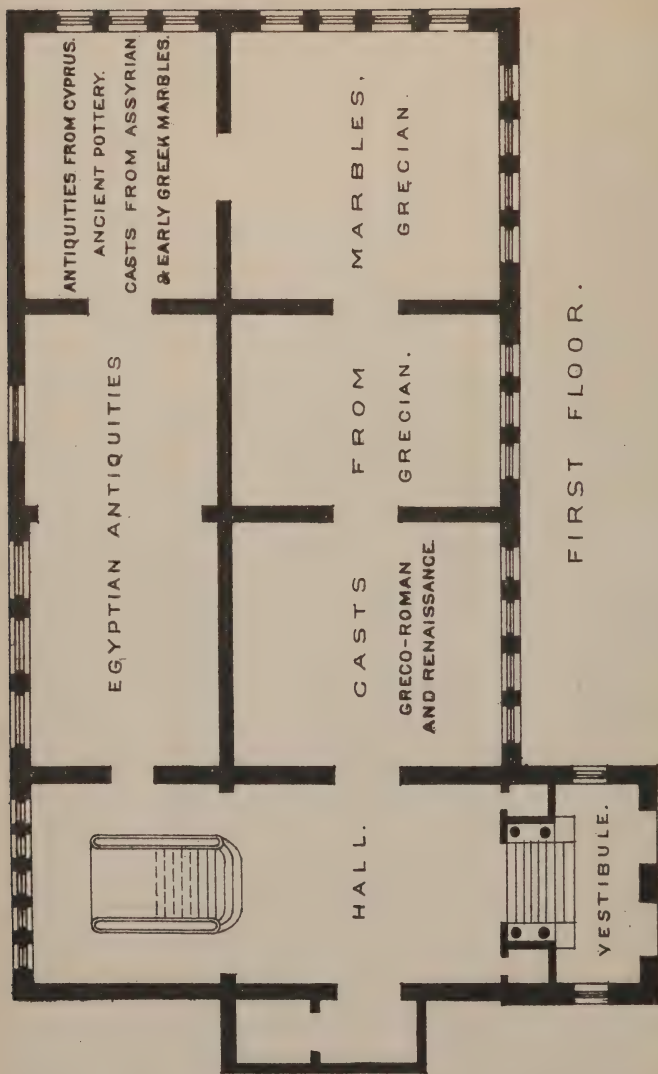 ANTIQUITIES FROM CYPRUS.
ANCIENT POTTERY.
CASTS FROM ASSYRIAN
& EARLY GREEK MARBLES.
EGYPTIAN ANTIQUITIES
HALL.
CASTS FROM MARBLES,
GRECO-ROMAN
AND RENAISSANCE.
GRECIAN.
GRECIAN.
VESTIBULE.
FIRST FLOOR.